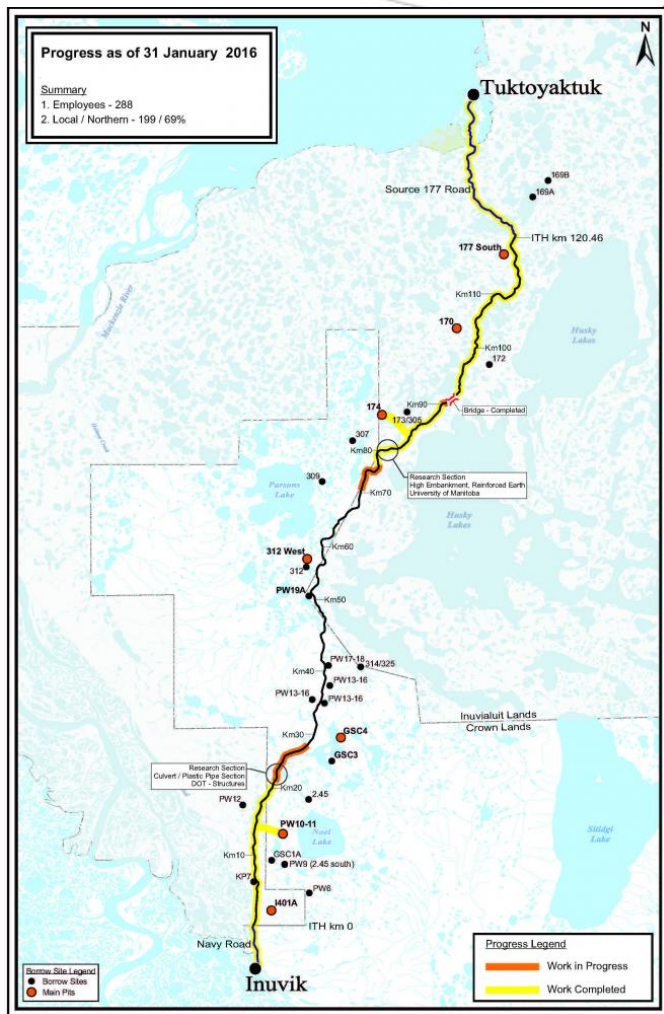 Progress as of 31 January 2016
Summary
1. Employees - 288
2. Local / Northern - 199 / 69%
N
Tuktoyaktuk
169B
169A
Source 177 Road
ITH km 120.46
177 South
Km110
Mackenzie River
170
Husky
Lakes
Km100
172
Km90
Bridge - Completed
174
173/305
307
Km80
Research Section
High Embankment, Reinforced Earth
University of Manitoba
309
Parsons
Lake
Km70
Husky
Lakes
Km60
312 West
312
PW19A
Km50
PW17-18
314/325
Km40
PW13-16
PW13-16
PW13-16
Inuvialuit Lands
Crown Lands
Km30
GSC4
GSC3
Research Section
Culvert / Plastic Pipe Section
DOT - Structures
Km20
2.45
PW12
PW10-11
Noel
Lake
Sitidgi
Lake
Km10
GSC1A
PW9 (2.45 south)
KP7
PW6
I401A
ITH km 0
Navy Road
Inuvik
Borrow Site Legend
Borrow Sites
Main Pits
Progress Legend
Work in Progress
Work Completed